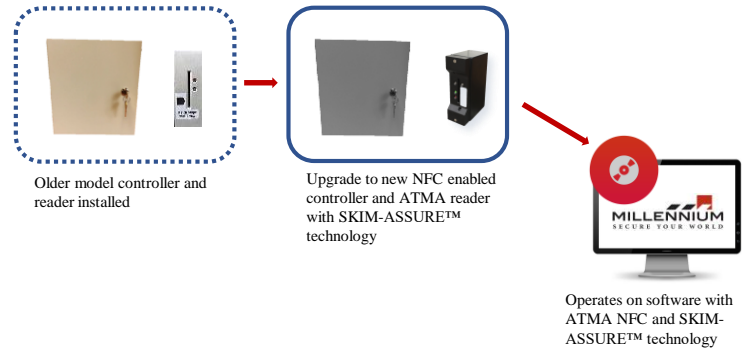 Older model controller and
reader installed
Upgrade to new NFC enabled
controller and ATMA reader
with SKIM-ASSURE™
technology
MILLENNIUM
SECURE YOUR WORLD
Operates on software with
ATMA NFC and SKIM-
ASSURE™ technology